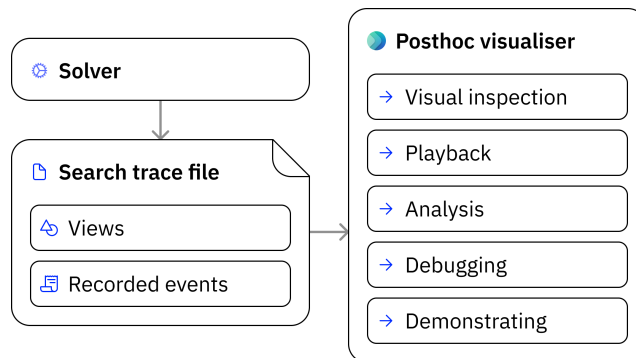 Solver
Search trace file
Views
Recorded events
Posthoc visualiser
Visual inspection
Playback
Analysis
Debugging
Demonstrating